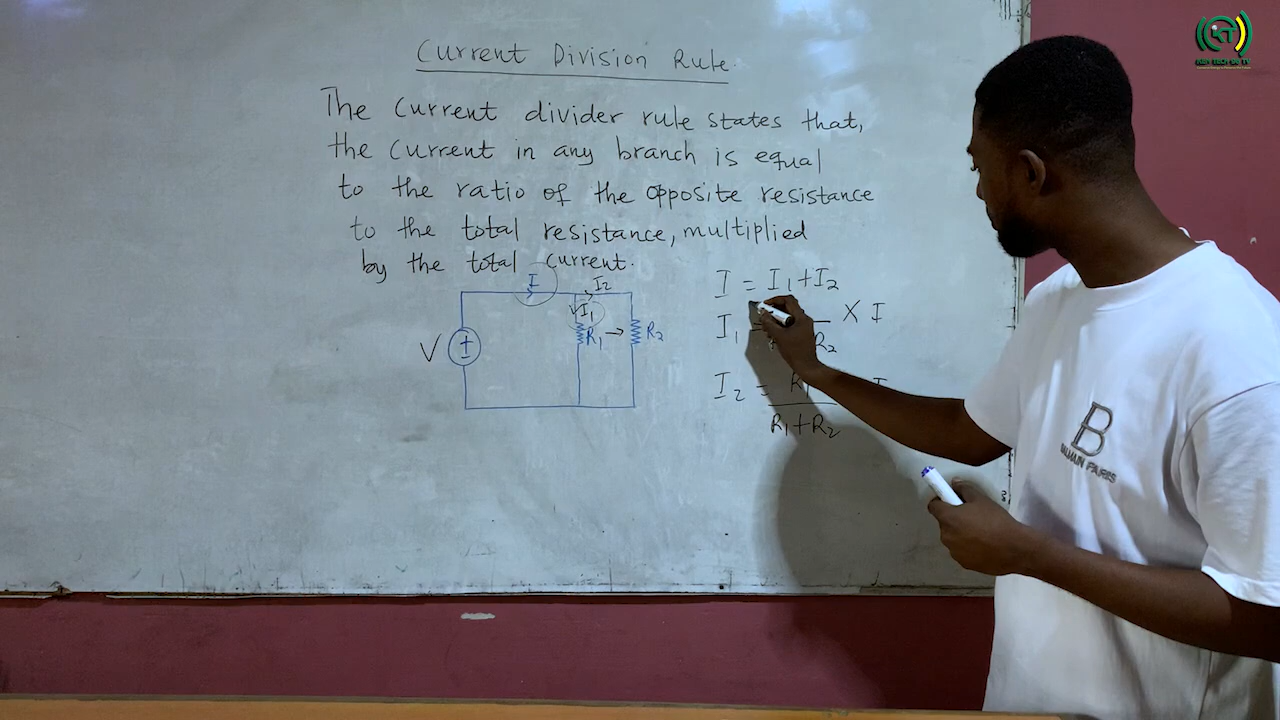 Current Division Rule.
The current divider rule states that,
the current in any branch is equal
to the ratio of the opposite resistance
to the total resistance, multiplied
by the total current.
I
I2
I1
V
R1
R2
I = I1+I2
I1 = R2 X I
I2 = R1 I
R1+R2
KT
B
BALMAIN PARIS